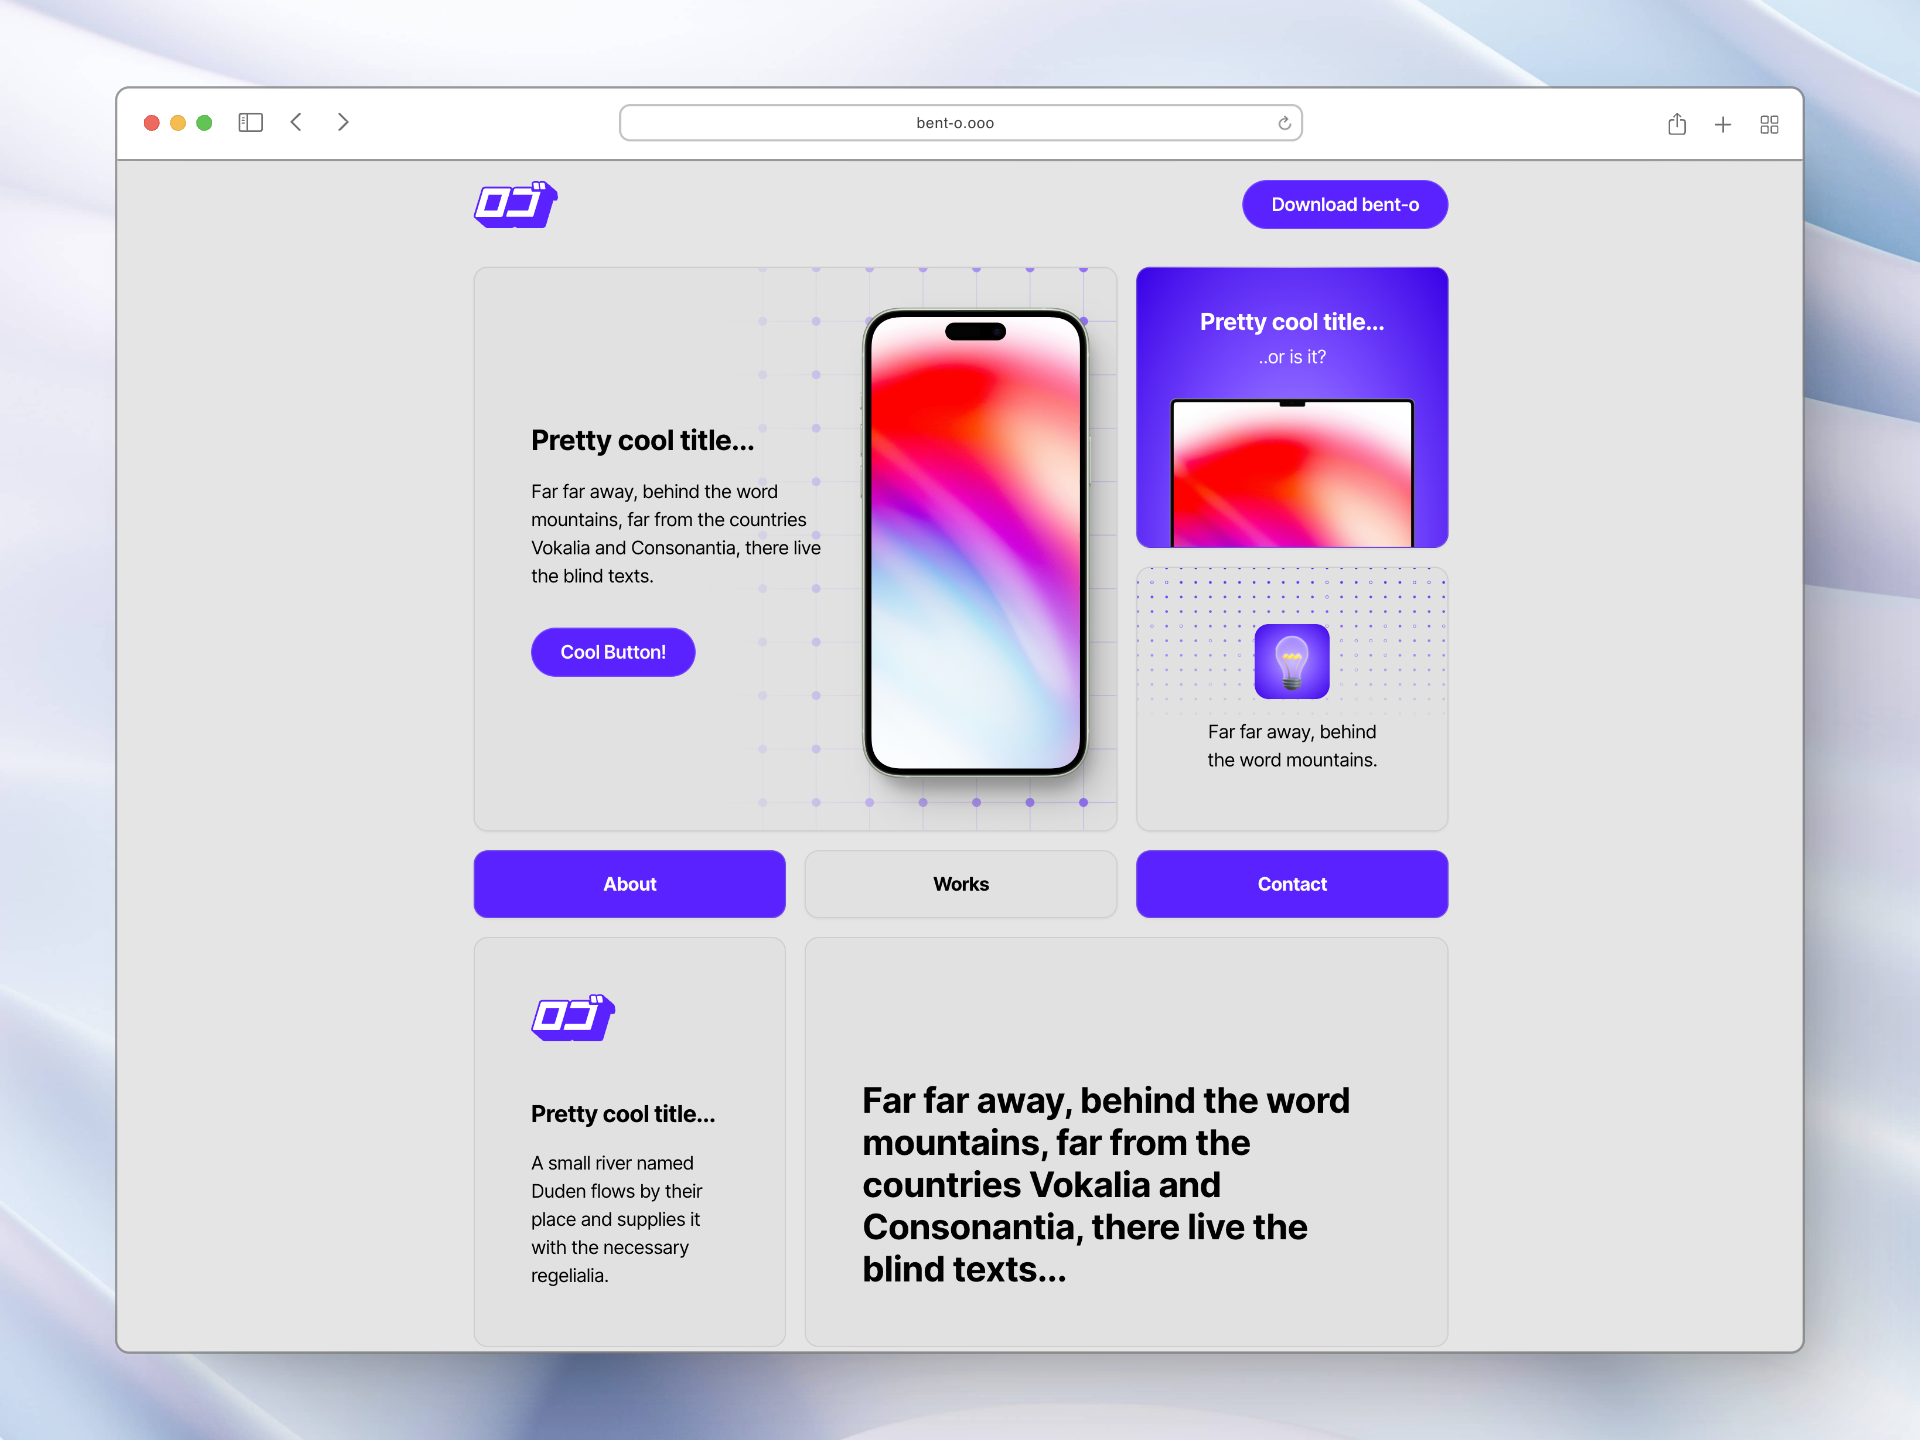 bent-o.ooo
Download bent-o
Pretty cool title...
Far far away, behind the word
mountains, far from the countries
Vokalia and Consonantia, there live
the blind texts.
Cool Button!
Pretty cool title...
..or is it?
Far far away, behind
the word mountains.
About
Works
Contact
Pretty cool title...
A small river named
Duden flows by their
place and supplies it
with the necessary
regelialia.
Far far away, behind the word
mountains, far from the
countries Vokalia and
Consonantia, there live the
blind texts...